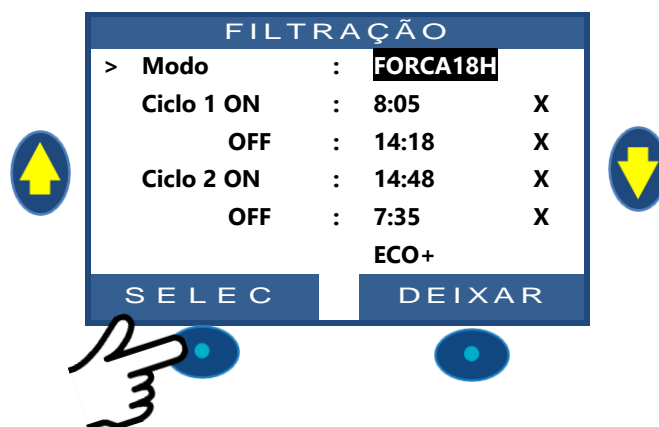 FILTRAÇÃO
> Modo : FORCA18H
Ciclo 1 ON : 8:05 X
OFF : 14:18 X
Ciclo 2 ON : 14:48 X
OFF : 7:35 X
ECO+
SELEC DEIXAR